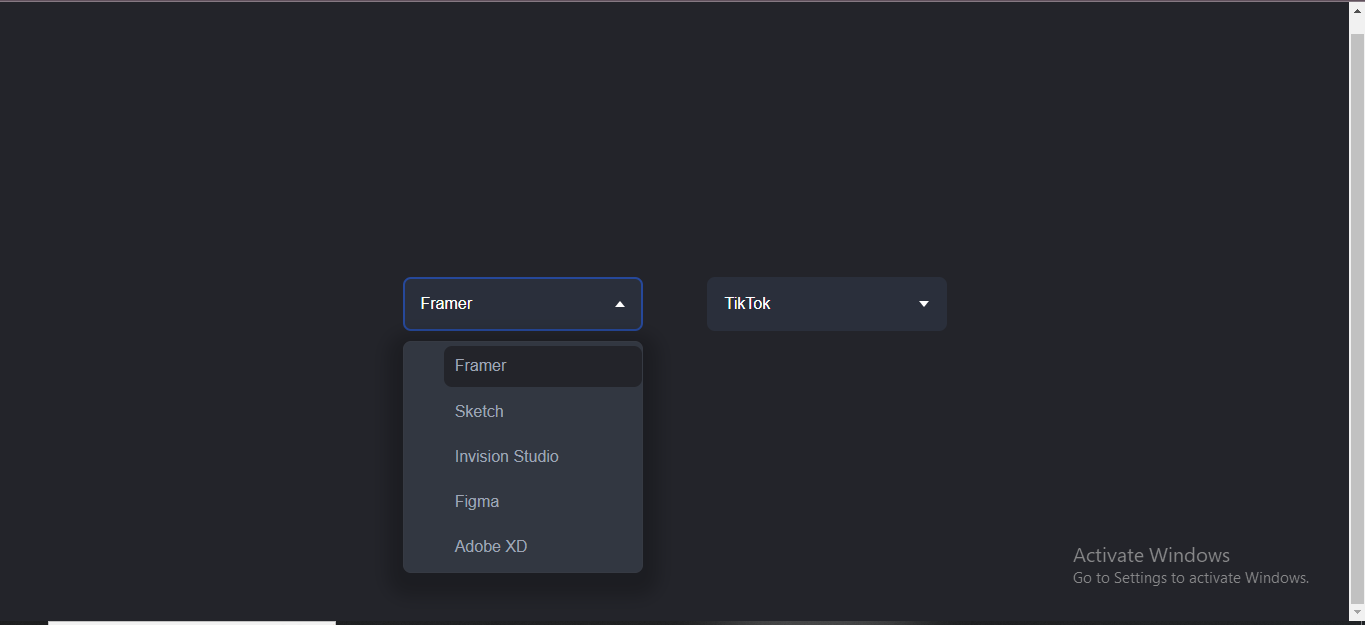 Framer
TikTok
Framer
Sketch
Invision Studio
Figma
Adobe XD
Activate Windows
Go to Settings to activate Windows.